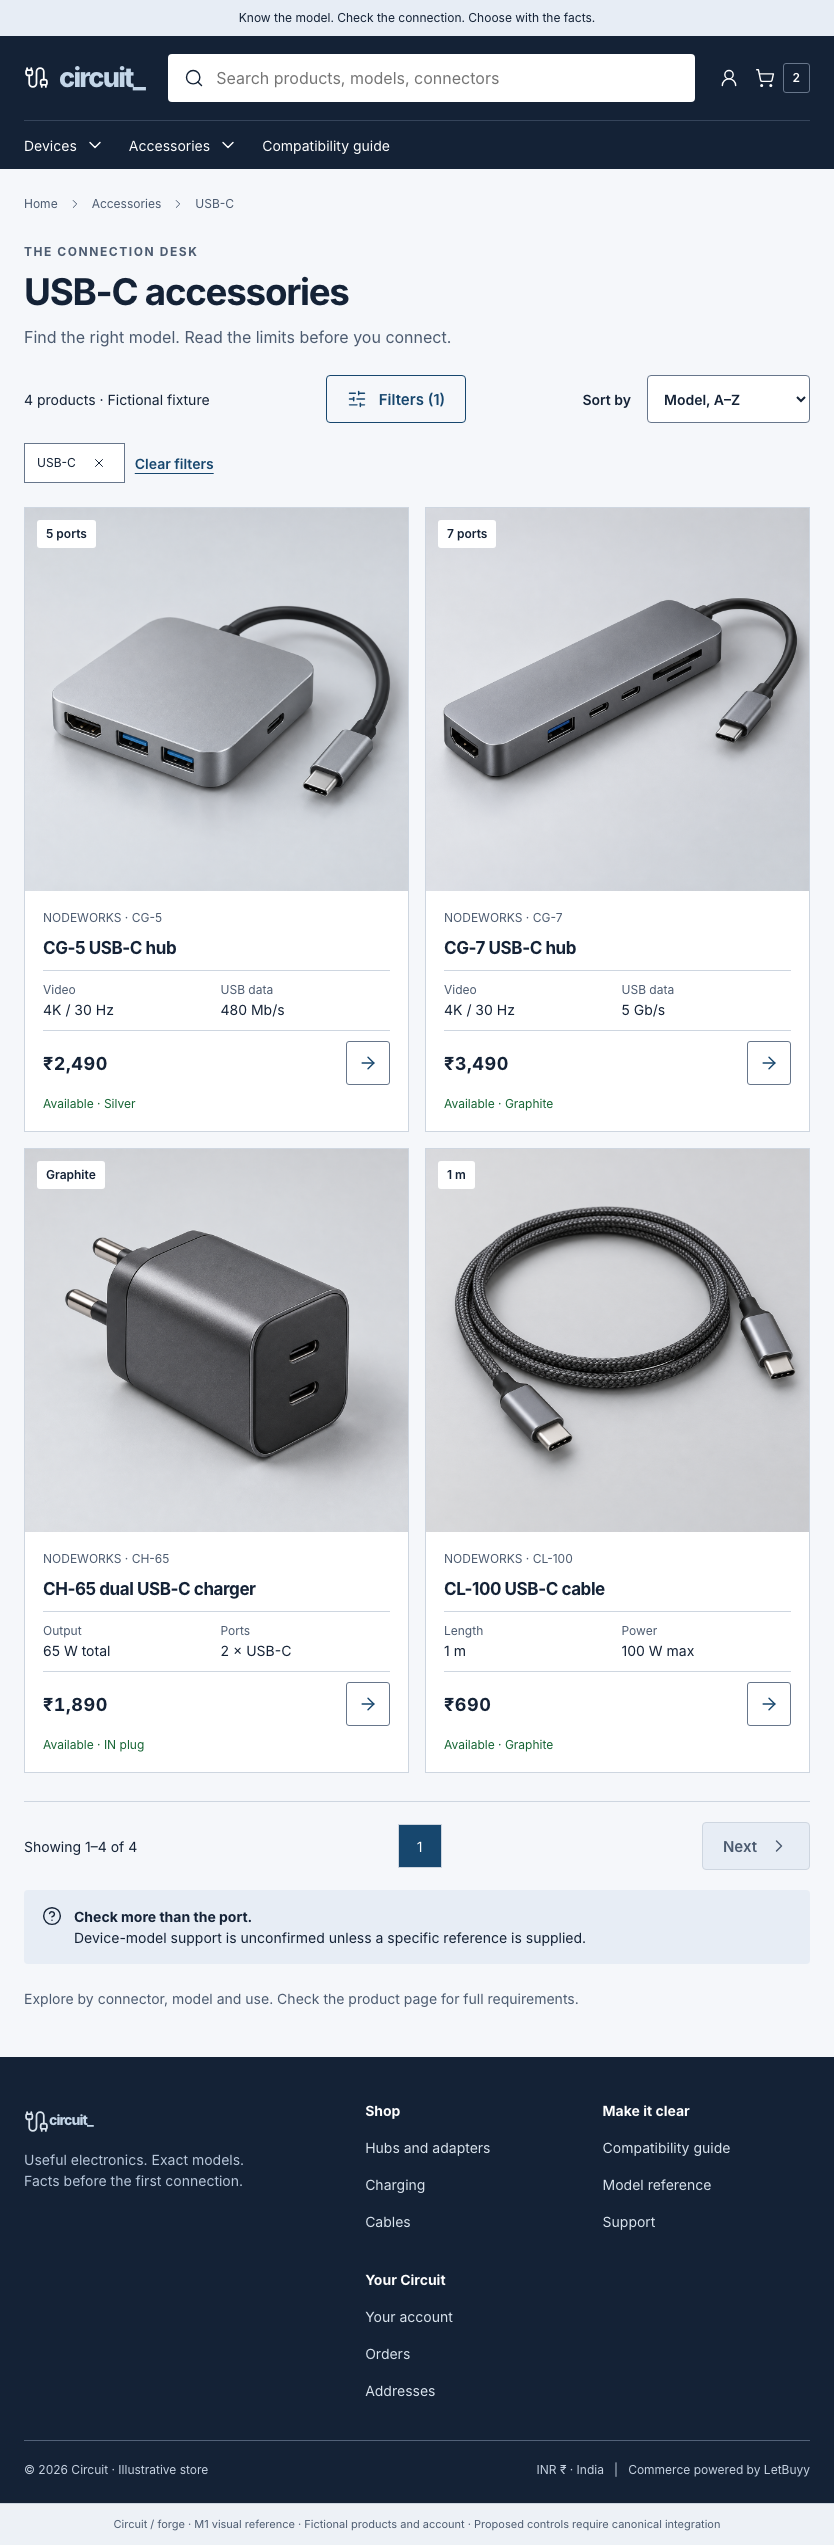 Know the model. Check the connection. Choose with the facts.
circuit_
Search products, models, connectors
2
Devices
Accessories
Compatibility guide
Home
Accessories
USB-C
THE CONNECTION DESK
USB-C accessories
Find the right model. Read the limits before you connect.
4 products · Fictional fixture
Filters (1)
Sort by
Model, A–Z
USB-C
Clear filters
5 ports
NODEWORKS · CG-5
CG-5 USB-C hub
Video
USB data
4K / 30 Hz
480 Mb/s
₹2,490
Available · Silver
7 ports
NODEWORKS · CG-7
CG-7 USB-C hub
Video
USB data
4K / 30 Hz
5 Gb/s
₹3,490
Available · Graphite
Graphite
NODEWORKS · CH-65
CH-65 dual USB-C charger
Output
Ports
65 W total
2 × USB-C
₹1,890
Available · IN plug
1 m
NODEWORKS · CL-100
CL-100 USB-C cable
Length
Power
1 m
100 W max
₹690
Available · Graphite
Showing 1–4 of 4
1
Next
Check more than the port.
Device-model support is unconfirmed unless a specific reference is supplied.
Explore by connector, model and use. Check the product page for full requirements.
circuit_
Useful electronics. Exact models.
Facts before the first connection.
Shop
Hubs and adapters
Charging
Cables
Make it clear
Compatibility guide
Model reference
Support
Your Circuit
Your account
Orders
Addresses
© 2026 Circuit · Illustrative store
INR ₹ · India | Commerce powered by LetBuyy
Circuit / forge · M1 visual reference · Fictional products and account · Proposed controls require canonical integration